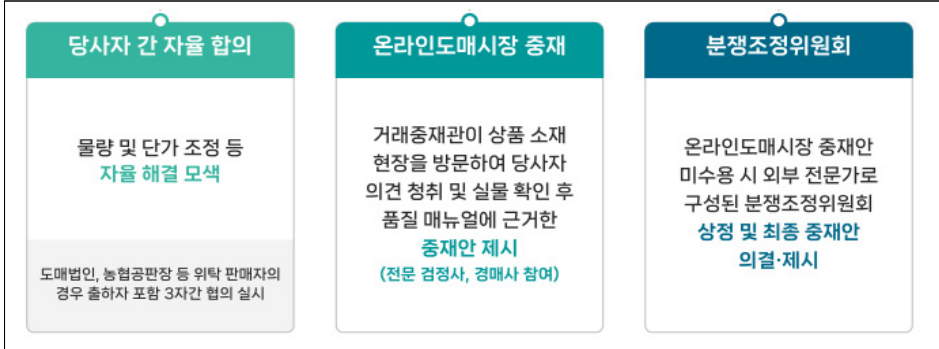 당사자 간 자율 합의
물량 및 단가 조정 등
자율 해결 모색
도매법인, 농협공판장 등 위탁 판매자의
경우 출하자 포함 3자간 협의 실시
온라인도매시장 중재
거래중재관이 상품 소재
현장을 방문하여 당사자
의견 청취 및 실물 확인 후
품질 매뉴얼에 근거한
중재안 제시
(전문 검정사, 경매사 참여)
분쟁조정위원회
온라인도매시장 중재안
미수용 시 외부 전문가로
구성된 분쟁조정위원회
상정 및 최종 중재안
의결·제시